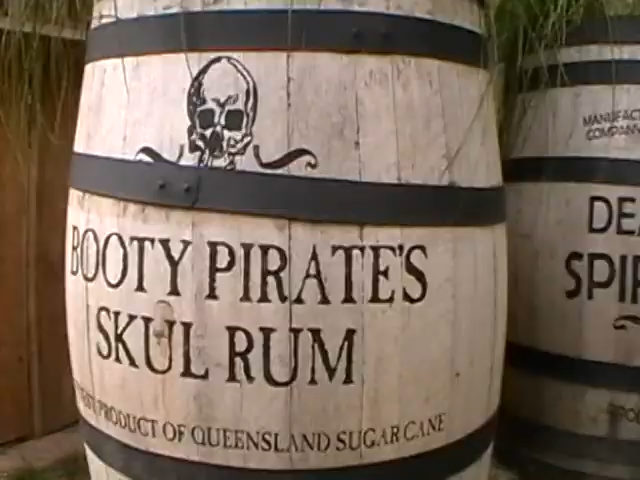 BOOTY PIRATE'S
SKUL RUM
PRODUCT OF QUEENSLAND SUGAR CANE